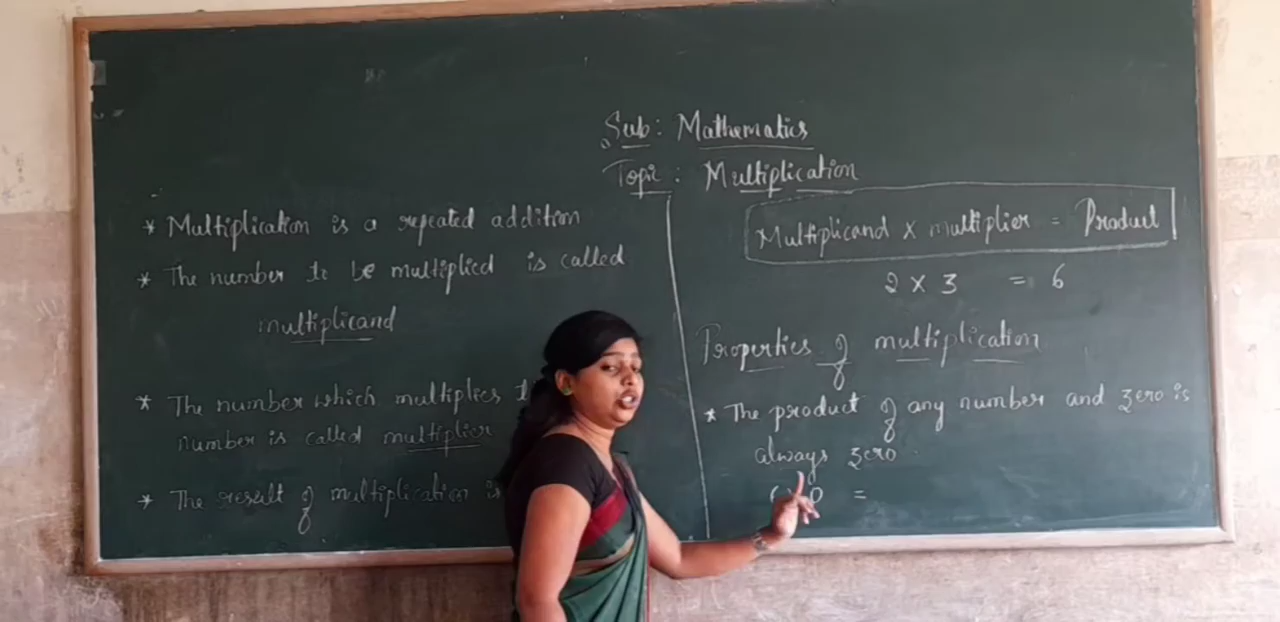 Sub: Mathematics
Topic: Multiplication
* Multiplication is a repeated addition
* The number to be multiplied is called
multiplicand
* The number which multiplies
number is called multiplier
* The result of multiplication is
Multiplicand × multiplier = Product
2 × 3 = 6
Properties of multiplication
* The product of any number and zero is
always zero.
0 =